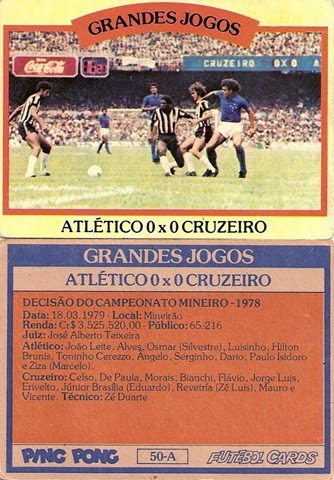 GRANDES JOGOS
Coca-Cola
CRUZEIRO 0 X 0
ATLÉTICO 0 x 0 CRUZEIRO
GRANDES JOGOS
ATLÉTICO 0 x 0 CRUZEIRO
DECISÃO DO CAMPEONATO MINEIRO - 1978
Data: 18.03.1979 - Local: Mineirão
Renda: Cr$ 3.525.520,00 - Público: 65.216
Juiz: José Alberto Teixeira
Atlético: João Leite, Alves, Osmar (Silvestre), Luisinho, Hilton
Brunis, Toninho Cerezzo, Angelo, Serginho, Dario, Paulo Isidoro
e Ziza (Marcelo).
Cruzeiro: Celso, De Paula, Morais, Bianchi, Flávio, Jorge Luis,
Erivelto, Júnior Brasília (Eduardo), Revetría (Zé Luis), Mauro e
Vicente. Técnico: Zé Duarte
PING PONG
50-A
FUTEBOL CARDS